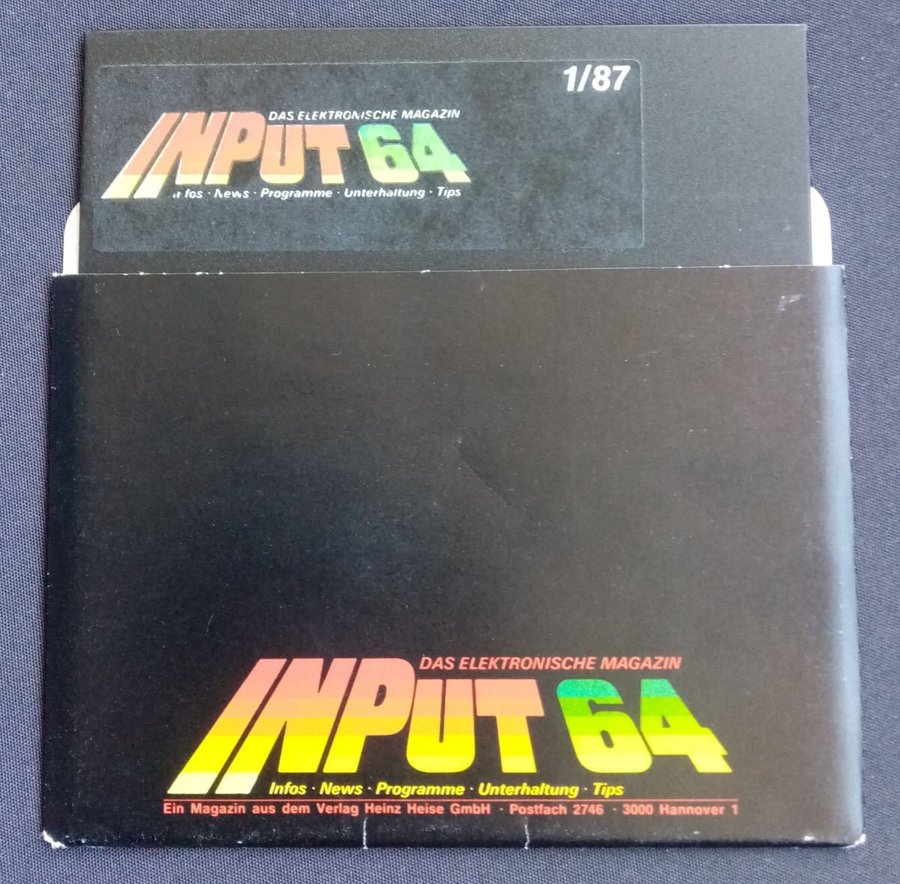 1/87
DAS ELEKTRONISCHE MAGAZIN
INPUT 64
Infos · News · Programme · Unterhaltung · Tips
DAS ELEKTRONISCHE MAGAZIN
INPUT 64
Infos · News · Programme · Unterhaltung · Tips
Ein Magazin aus dem Verlag Heinz Heise GmbH · Postfach 2746 · 3000 Hannover 1